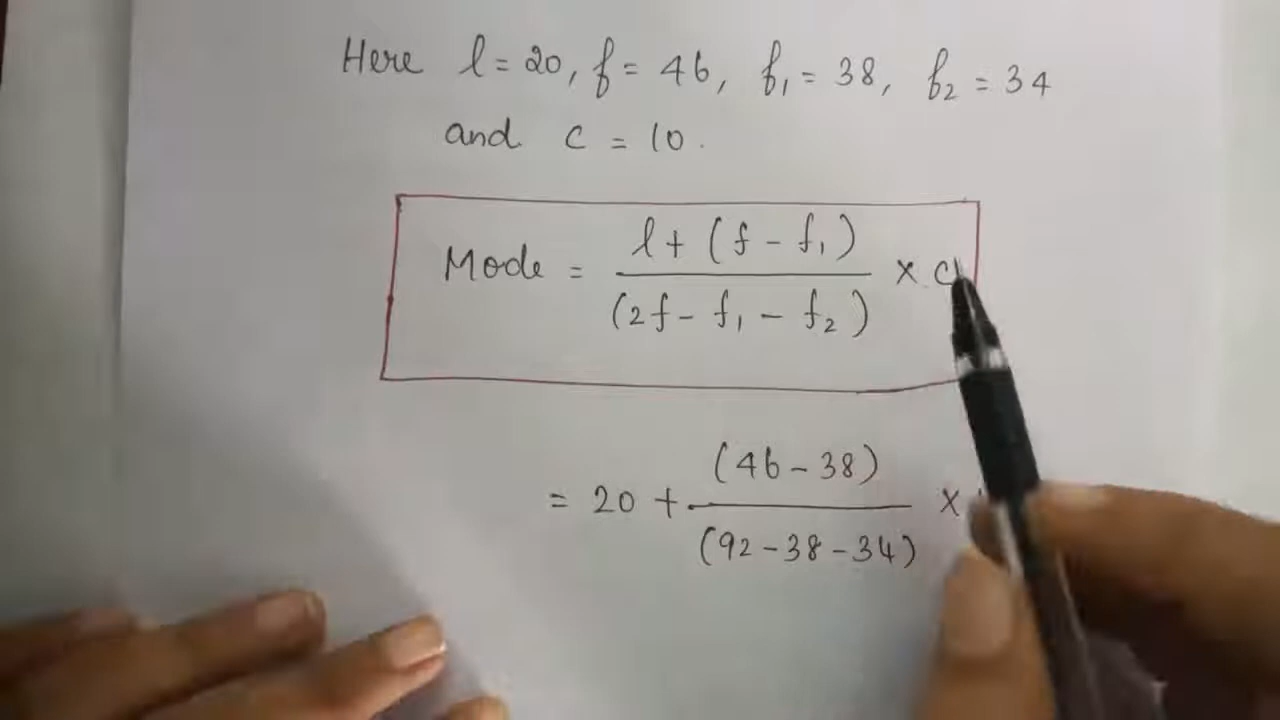 Here l = 20, f = 46, f₁ = 38, f₂ = 34
and c = 10.
Mode = l + (f - f₁) / (2f - f₁ - f₂) × c
= 20 + (46 - 38) / (92 - 38 - 34) ×